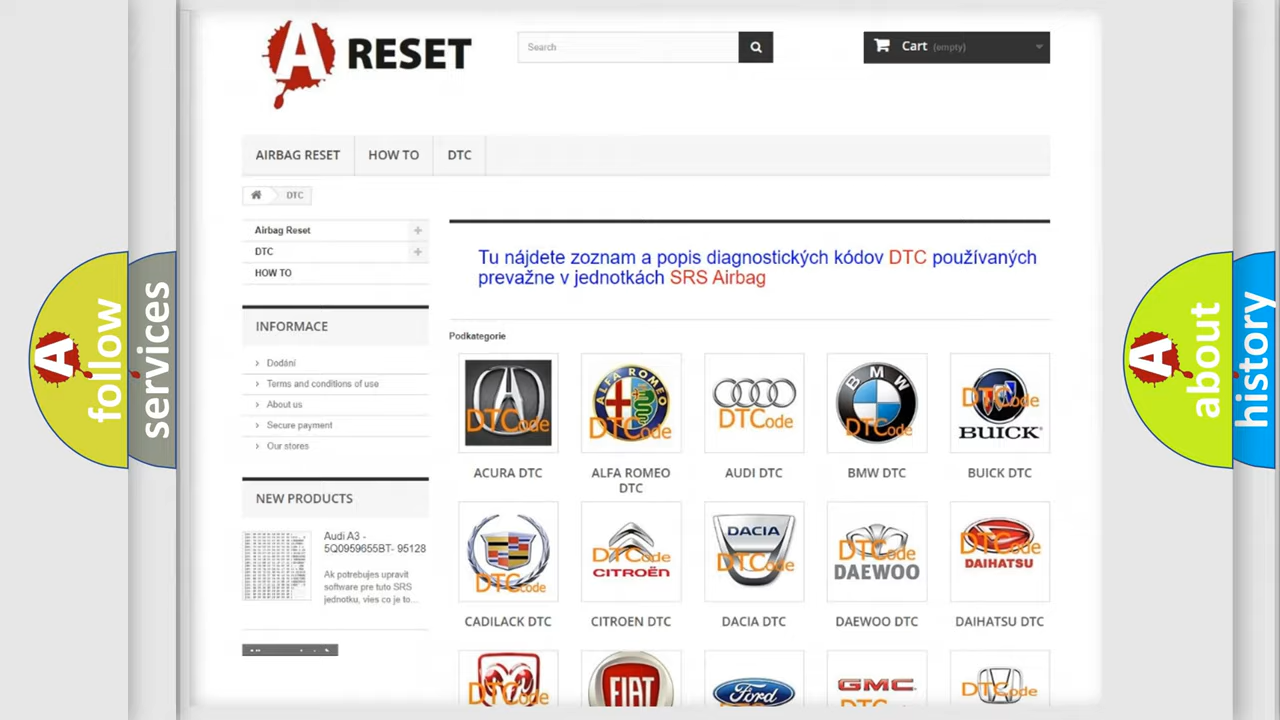 A RESET
Search
Cart (empty)
AIRBAG RESET
HOW TO
DTC
DTC
Airbag Reset
DTC
HOW TO
INFORMACE
Dodání
Terms and conditions of use
About us
Secure payment
Our stores
NEW PRODUCTS
Audi A3 -
5Q0959655BT- 95128
Ak potrebujes upravit
software pre tuto SRS
jednotku, vies co je to...
Tu nájdete zoznam a popis diagnostických kódov DTC používaných
prevažne v jednotkách SRS Airbag
Podkategorie
DTCode
ALFA ROMEO
DTCode
DTCode
BMW
DTCode
DTCode
BUICK
ACURA DTC
ALFA ROMEO
DTC
AUDI DTC
BMW DTC
BUICK DTC
DTCode
DTCode
CITROËN
DACIA
DTCode
DTCode
DAEWOO
DTCode
DAIHATSU
CADILACK DTC
CITROEN DTC
DACIA DTC
DAEWOO DTC
DAIHATSU DTC
DTCode
FIAT
Ford
GMC
DTCode
A follow
services
A about
history